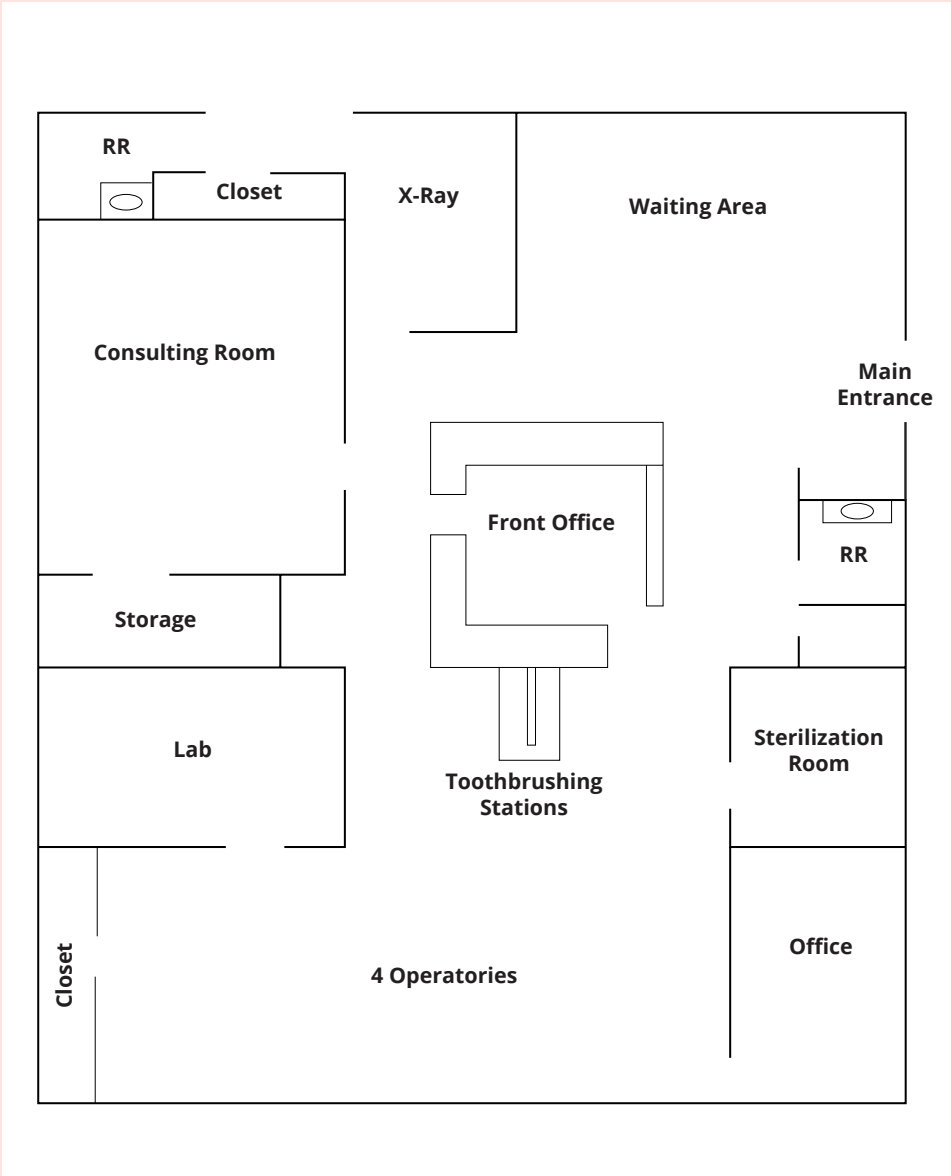 RR
Closet
X-Ray
Waiting Area
Consulting Room
Main
Entrance
Front Office
RR
Storage
Lab
Sterilization
Room
Toothbrushing
Stations
Office
Closet
4 Operatories